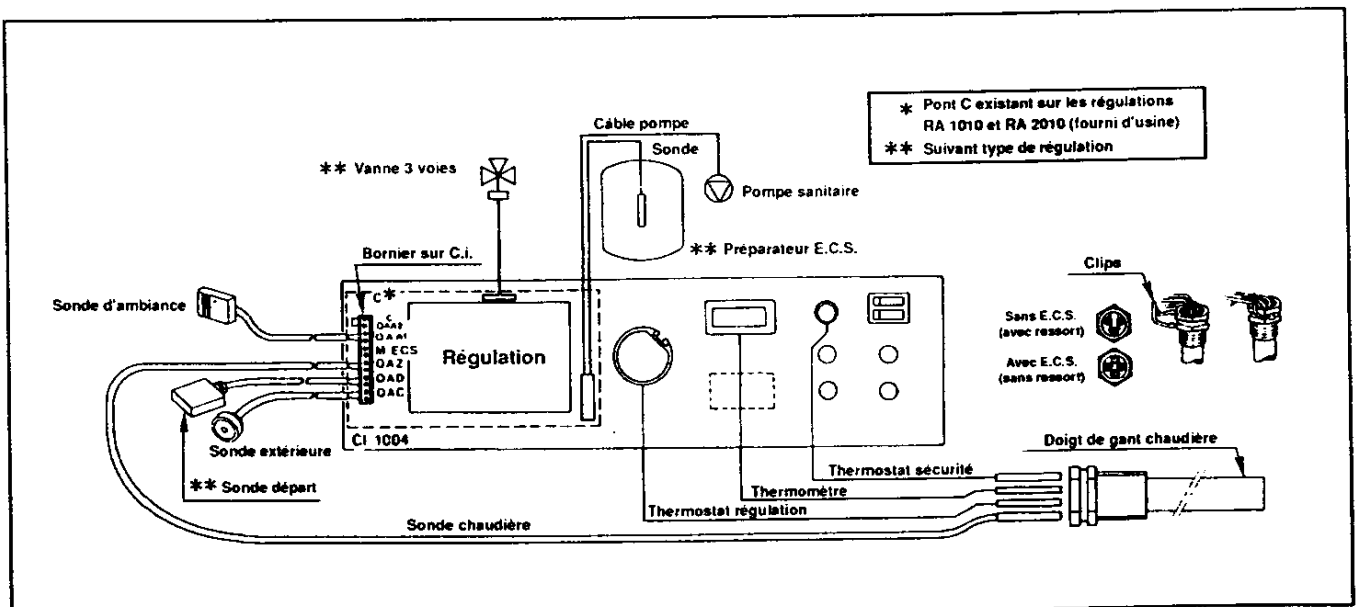 * Pont C existant sur les régulations
RA 1010 et RA 2010 (fourni d'usine)
** Suivant type de régulation
Câble pompe
Sonde
** Vanne 3 voies
Pompe sanitaire
** Préparateur E.C.S.
Bornier sur C.i.
Clips
Sonde d'ambiance
C*
C
QAA2
QAA1
M ECS
QAZ
QAD
QAC
Régulation
Sans E.C.S.
(avec ressort)
Avec E.C.S.
(sans ressort)
CI 1004
Sonde extérieure
** Sonde départ
Doigt de gant chaudière
Thermostat sécurité
Thermomètre
Thermostat régulation
Sonde chaudière